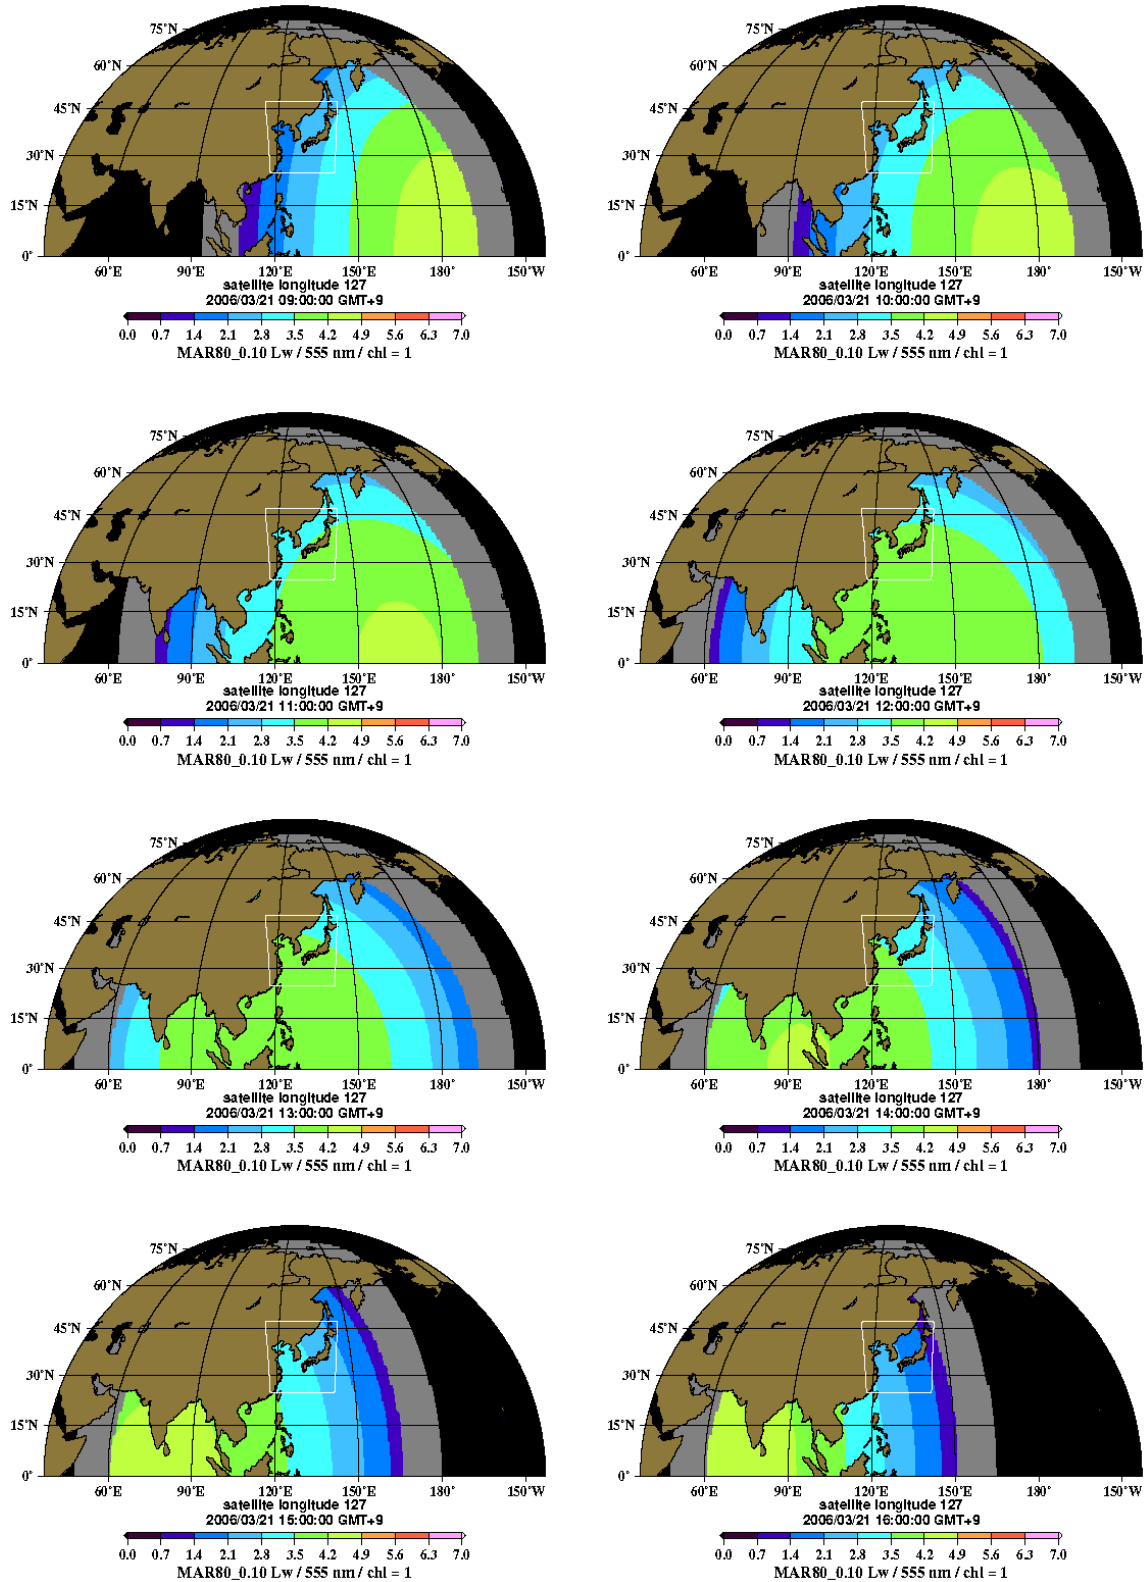 75°N
60°N
45°N
30°N
15°N
0°
60°E 90°E 120°E 150°E 180° 150°W
satellite longitude 127
2006/03/21 09:00:00 GMT+9
0.0 0.7 1.4 2.1 2.8 3.5 4.2 4.9 5.6 6.3 7.0
MAR80_0.10 Lw / 555 nm / chl = 1
75°N
60°N
45°N
30°N
15°N
0°
60°E 90°E 120°E 150°E 180° 150°W
satellite longitude 127
2006/03/21 10:00:00 GMT+9
0.0 0.7 1.4 2.1 2.8 3.5 4.2 4.9 5.6 6.3 7.0
MAR80_0.10 Lw / 555 nm / chl = 1
75°N
60°N
45°N
30°N
15°N
0°
60°E 90°E 120°E 150°E 180° 150°W
satellite longitude 127
2006/03/21 11:00:00 GMT+9
0.0 0.7 1.4 2.1 2.8 3.5 4.2 4.9 5.6 6.3 7.0
MAR80_0.10 Lw / 555 nm / chl = 1
75°N
60°N
45°N
30°N
15°N
0°
60°E 90°E 120°E 150°E 180° 150°W
satellite longitude 127
2006/03/21 12:00:00 GMT+9
0.0 0.7 1.4 2.1 2.8 3.5 4.2 4.9 5.6 6.3 7.0
MAR80_0.10 Lw / 555 nm / chl = 1
75°N
60°N
45°N
30°N
15°N
0°
60°E 90°E 120°E 150°E 180° 150°W
satellite longitude 127
2006/03/21 13:00:00 GMT+9
0.0 0.7 1.4 2.1 2.8 3.5 4.2 4.9 5.6 6.3 7.0
MAR80_0.10 Lw / 555 nm / chl = 1
75°N
60°N
45°N
30°N
15°N
0°
60°E 90°E 120°E 150°E 180° 150°W
satellite longitude 127
2006/03/21 14:00:00 GMT+9
0.0 0.7 1.4 2.1 2.8 3.5 4.2 4.9 5.6 6.3 7.0
MAR80_0.10 Lw / 555 nm / chl = 1
75°N
60°N
45°N
30°N
15°N
0°
60°E 90°E 120°E 150°E 180° 150°W
satellite longitude 127
2006/03/21 15:00:00 GMT+9
0.0 0.7 1.4 2.1 2.8 3.5 4.2 4.9 5.6 6.3 7.0
MAR80_0.10 Lw / 555 nm / chl = 1
75°N
60°N
45°N
30°N
15°N
0°
60°E 90°E 120°E 150°E 180° 150°W
satellite longitude 127
2006/03/21 16:00:00 GMT+9
0.0 0.7 1.4 2.1 2.8 3.5 4.2 4.9 5.6 6.3 7.0
MAR80_0.10 Lw / 555 nm / chl = 1